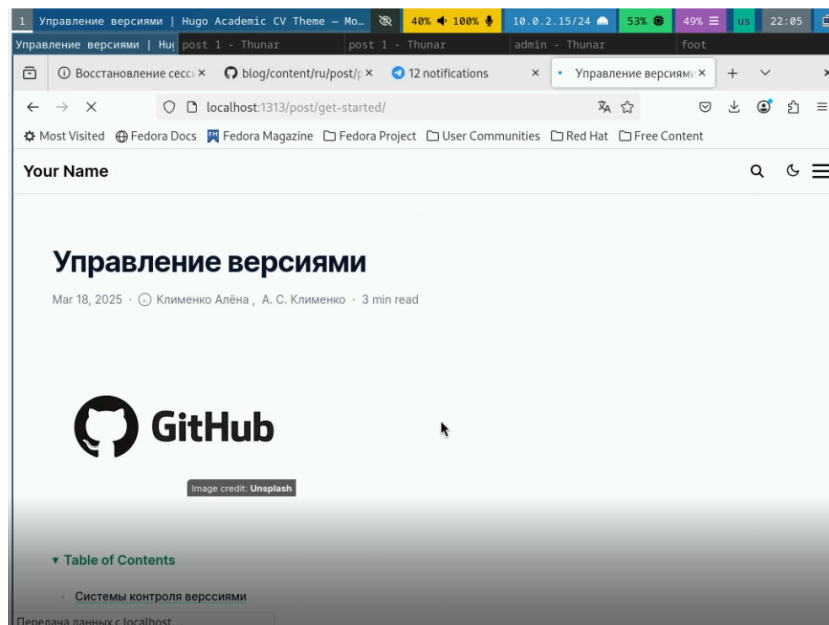 1 Управление версиями | Hugo Academic CV Theme — Mo… 40% 100% 10.0.2.15/24 53% 49% us 22:05
Управление версиями | Hug post 1 - Thunar post 1 - Thunar admin - Thunar foot
Восстановление сесси × blog/content/ru/post/p × 12 notifications × Управление версиями × +
localhost:1313/post/get-started/
Most Visited Fedora Docs Fedora Magazine Fedora Project User Communities Red Hat Free Content
Your Name
Управление версиями
Mar 18, 2025 · Клименко Алёна , А. С. Клименко · 3 min read
GitHub
Image credit: Unsplash
▾ Table of Contents
Системы контроля верссиями
Передача данных с localhost…